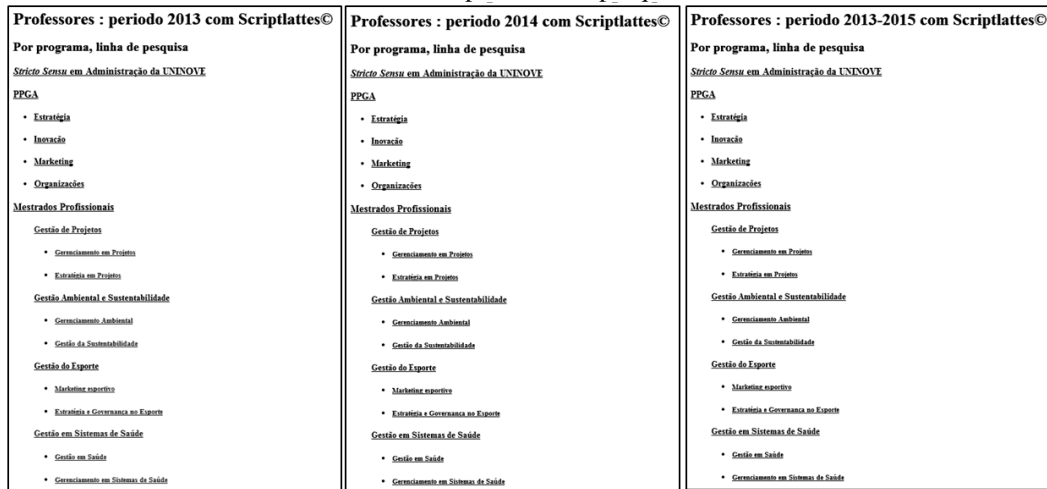 Professores : periodo 2013 com Scriptlattes©
Por programa, linha de pesquisa
Stricto Sensu em Administração da UNINOVE
PPGA
• Estratégia
• Inovação
• Marketing
• Organizações
Mestrados Profissionais
Gestão de Projetos
• Gerenciamento em Projetos
• Estratégia em Projetos
Gestão Ambiental e Sustentabilidade
• Gerenciamento Ambiental
• Gestão da Sustentabilidade
Gestão do Esporte
• Marketing esportivo
• Estratégia e Governança no Esporte
Gestão em Sistemas de Saúde
• Gestão em Saúde
• Gerenciamento em Sistemas de Saúde
Professores : periodo 2014 com Scriptlattes©
Por programa, linha de pesquisa
Stricto Sensu em Administração da UNINOVE
PPGA
• Estratégia
• Inovação
• Marketing
• Organizações
Mestrados Profissionais
Gestão de Projetos
• Gerenciamento em Projetos
• Estratégia em Projetos
Gestão Ambiental e Sustentabilidade
• Gerenciamento Ambiental
• Gestão da Sustentabilidade
Gestão do Esporte
• Marketing esportivo
• Estratégia e Governança no Esporte
Gestão em Sistemas de Saúde
• Gestão em Saúde
• Gerenciamento em Sistemas de Saúde
Professores : periodo 2013-2015 com Scriptlattes©
Por programa, linha de pesquisa
Stricto Sensu em Administração da UNINOVE
PPGA
• Estratégia
• Inovação
• Marketing
• Organizações
Mestrados Profissionais
Gestão de Projetos
• Gerenciamento em Projetos
• Estratégia em Projetos
Gestão Ambiental e Sustentabilidade
• Gerenciamento Ambiental
• Gestão da Sustentabilidade
Gestão do Esporte
• Marketing esportivo
• Estratégia e Governança no Esporte
Gestão em Sistemas de Saúde
• Gestão em Saúde
• Gerenciamento em Sistemas de Saúde